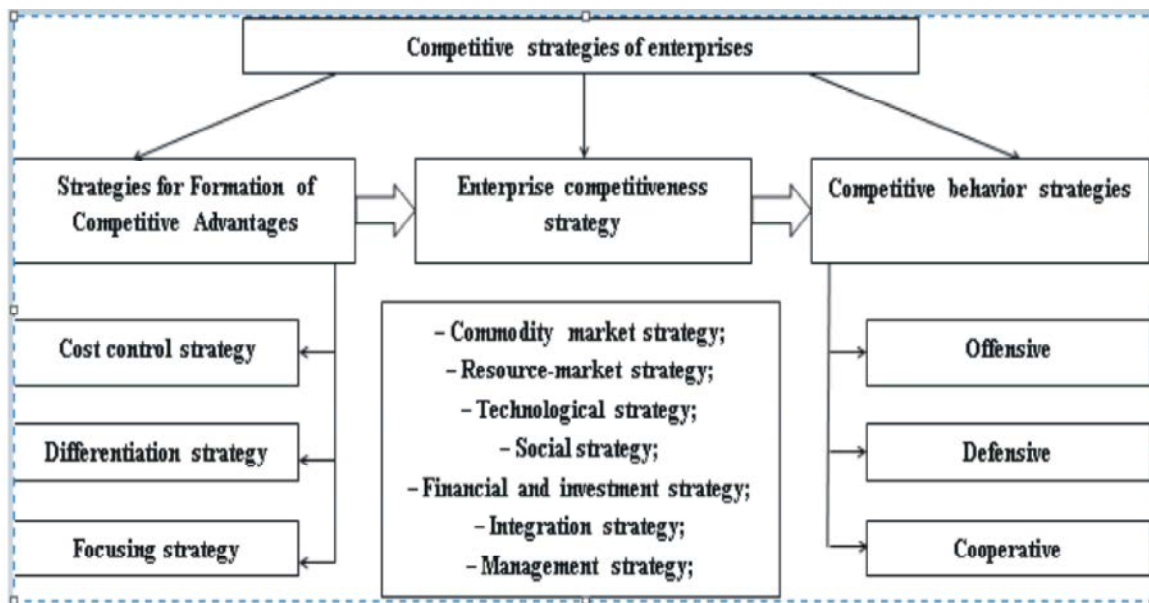 Competitive strategies of enterprises
Strategies for Formation of
Competitive Advantages
Enterprise competitiveness
strategy
Competitive behavior strategies
Cost control strategy
Differentiation strategy
Focusing strategy
– Commodity market strategy;
– Resource-market strategy;
– Technological strategy;
– Social strategy;
– Financial and investment strategy;
– Integration strategy;
– Management strategy;
Offensive
Defensive
Cooperative